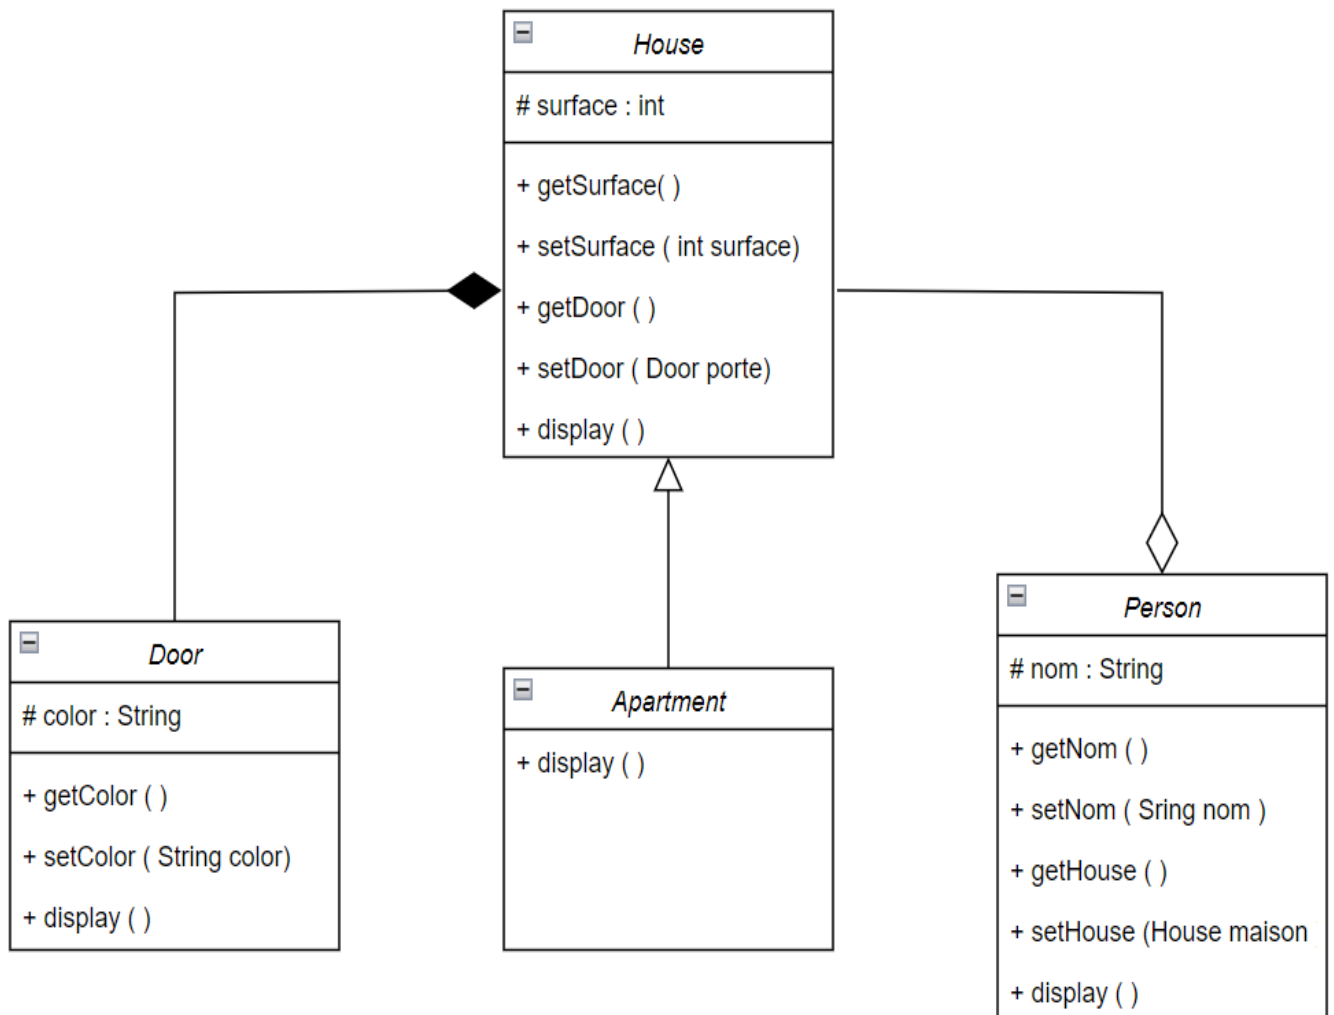 House
# surface : int
+ getSurface( )
+ setSurface ( int surface)
+ getDoor ( )
+ setDoor ( Door porte)
+ display ( )
Door
# color : String
+ getColor ( )
+ setColor ( String color)
+ display ( )
Apartment
+ display ( )
Person
# nom : String
+ getNom ( )
+ setNom ( Sring nom )
+ getHouse ( )
+ setHouse (House maison
+ display ( )